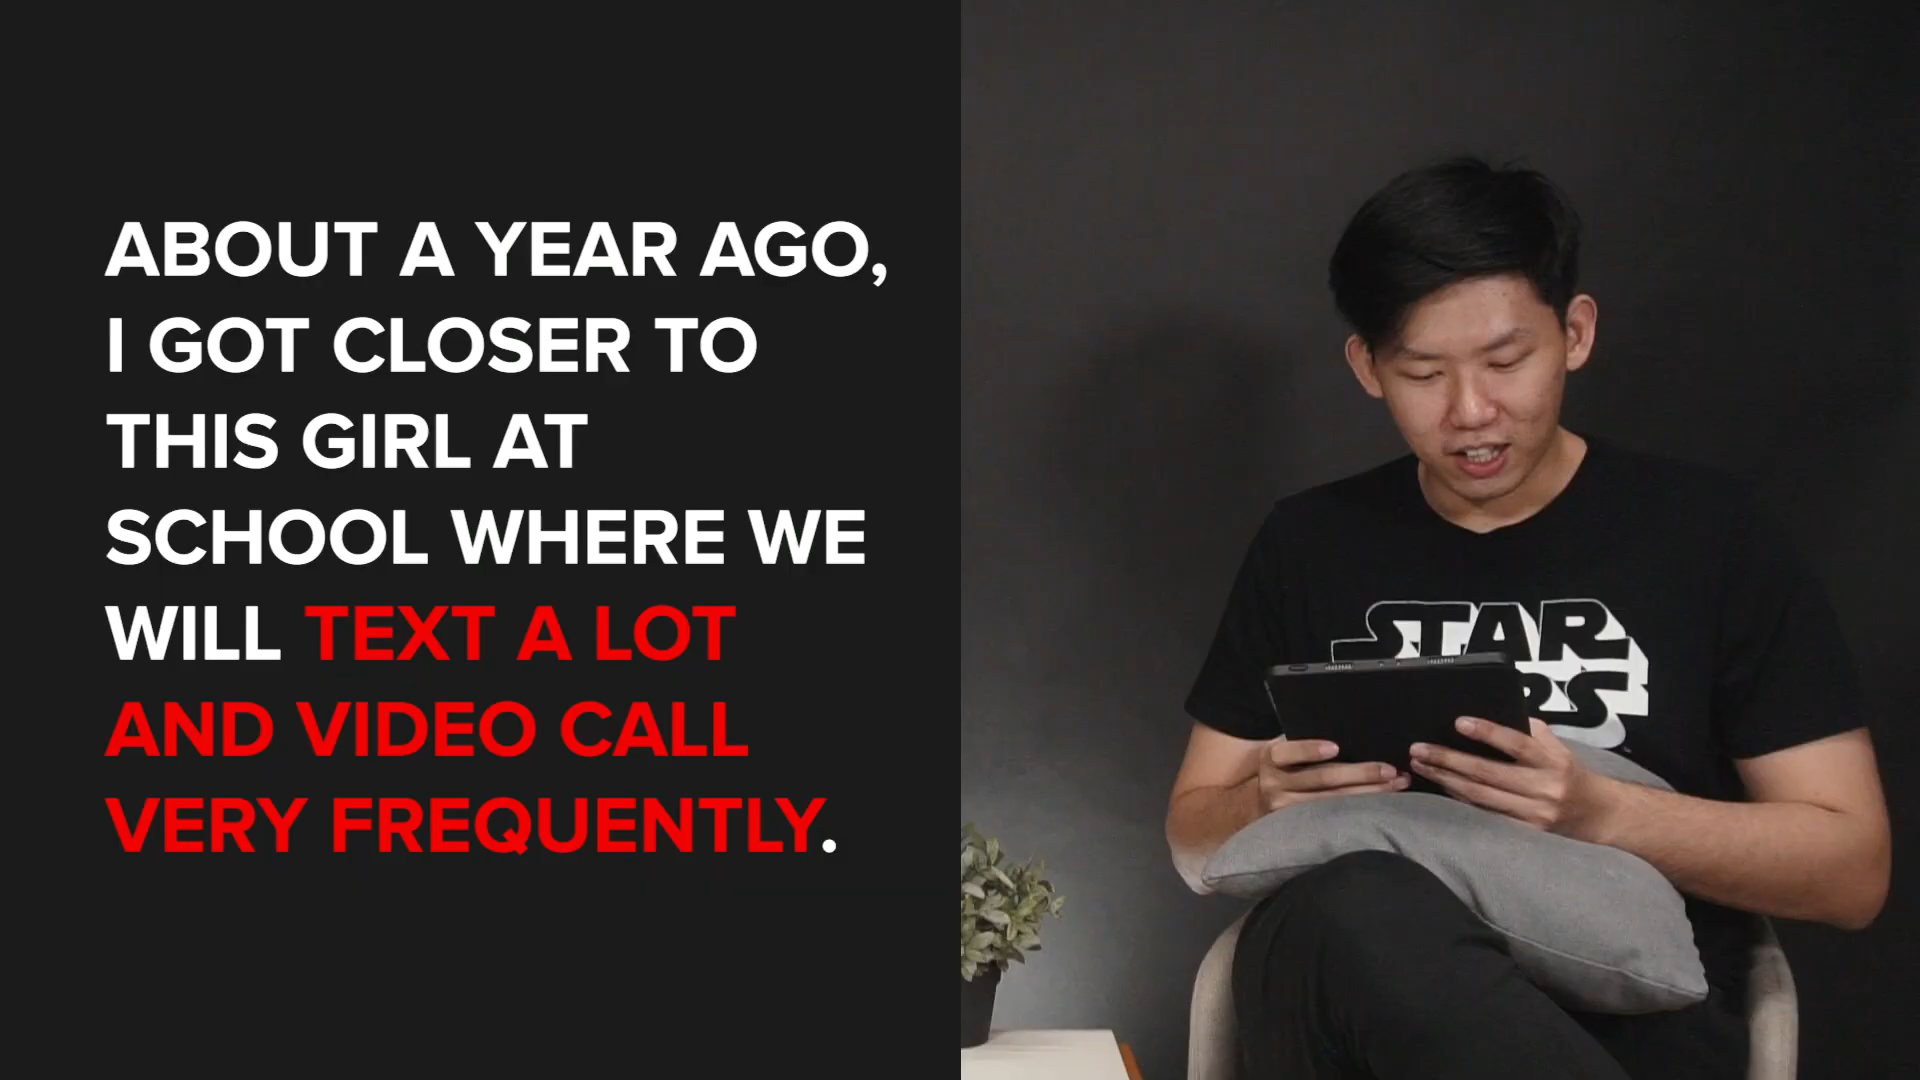 ABOUT A YEAR AGO,
I GOT CLOSER TO
THIS GIRL AT
SCHOOL WHERE WE
WILL TEXT A LOT
AND VIDEO CALL
VERY FREQUENTLY.
STAR